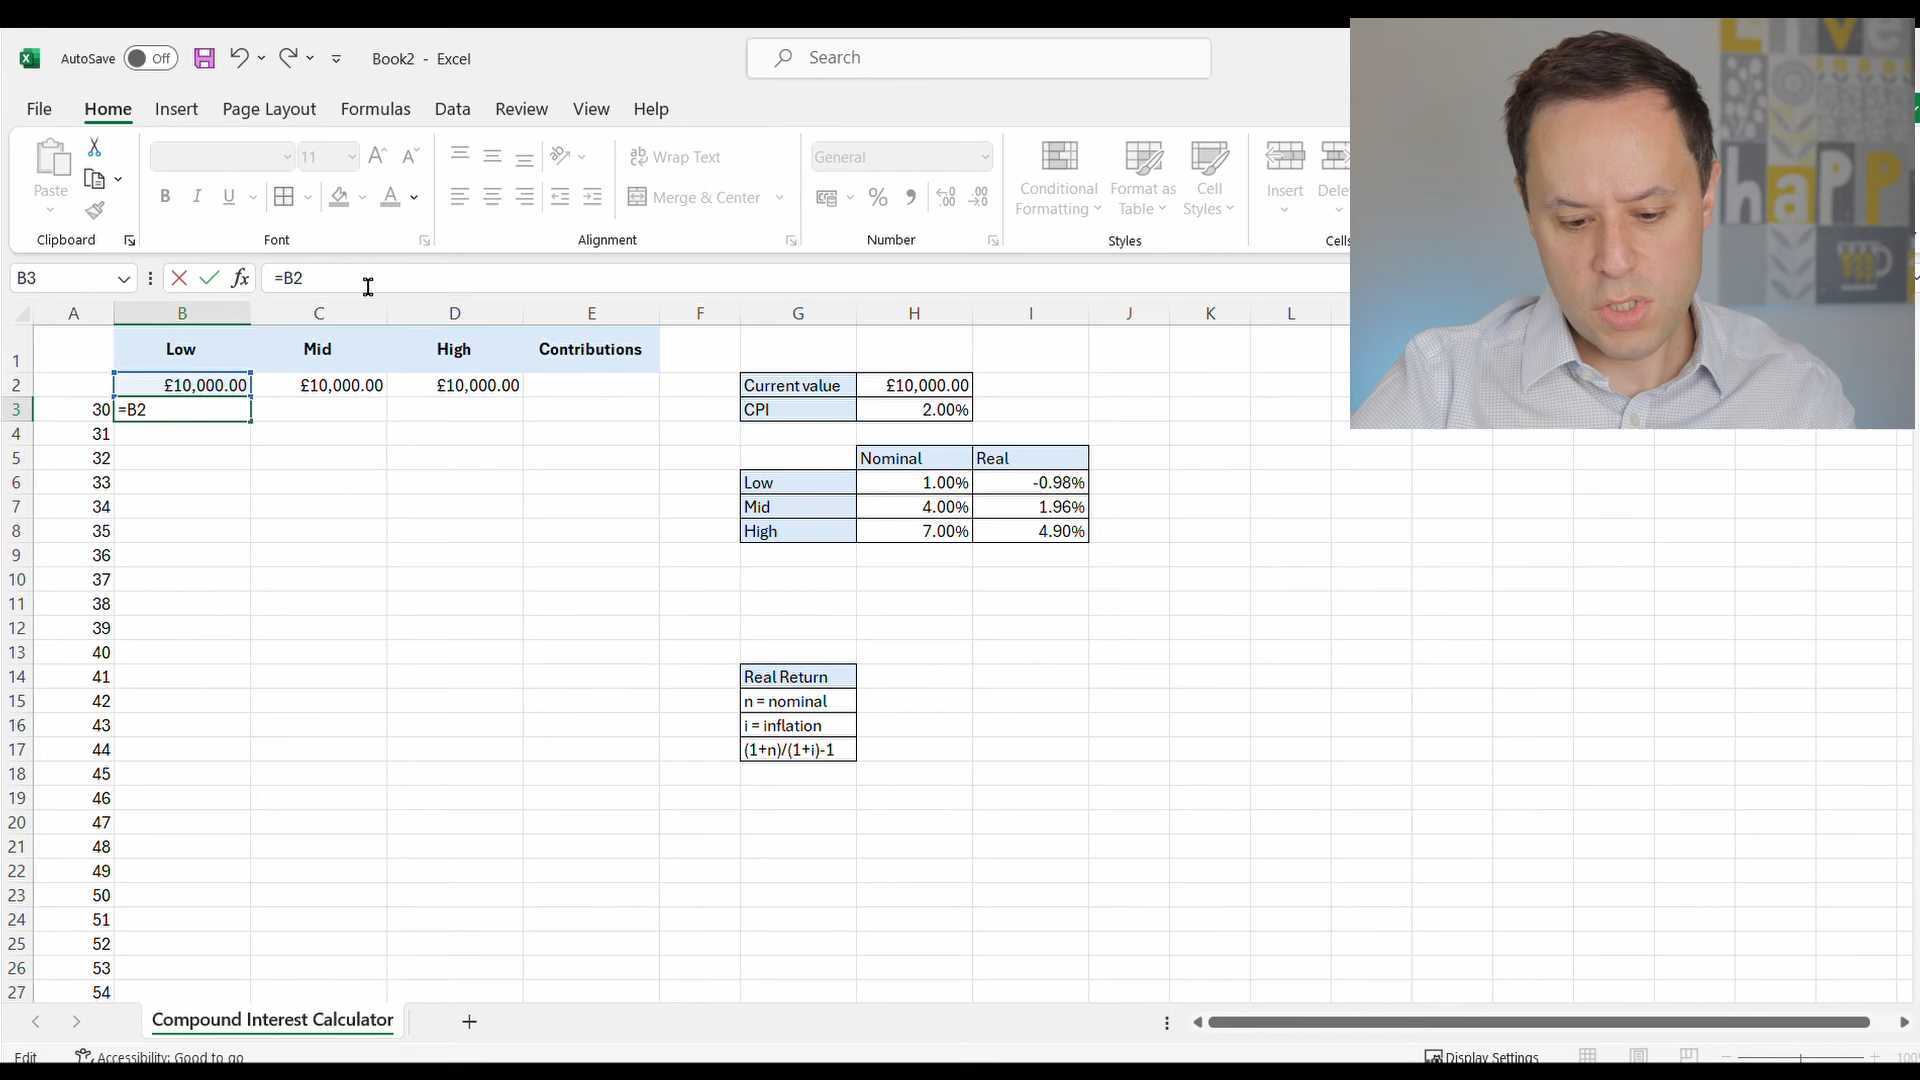 AutoSave Off Book2 - Excel Search
File Home Insert Page Layout Formulas Data Review View Help
Paste
11
Wrap Text
Merge & Center
General
Conditional Formatting
Format as Table
Cell Styles
Insert
Clipboard Font Alignment Number Styles
B3 fx =B2
A B C D E F G H I J K L
1 Low Mid High Contributions
2 £10,000.00 £10,000.00 £10,000.00 Current value £10,000.00
3 30 =B2 CPI 2.00%
4 31
5 32 Nominal Real
6 33 Low 1.00% -0.98%
7 34 Mid 4.00% 1.96%
8 35 High 7.00% 4.90%
9 36
10 37
11 38
12 39
13 40
14 41 Real Return
15 42 n = nominal
16 43 i = inflation
17 44 (1+n)/(1+i)-1
18 45
19 46
20 47
21 48
22 49
23 50
24 51
25 52
26 53
27 54
Compound Interest Calculator
Edit Accessibility: Good to go Display Settings